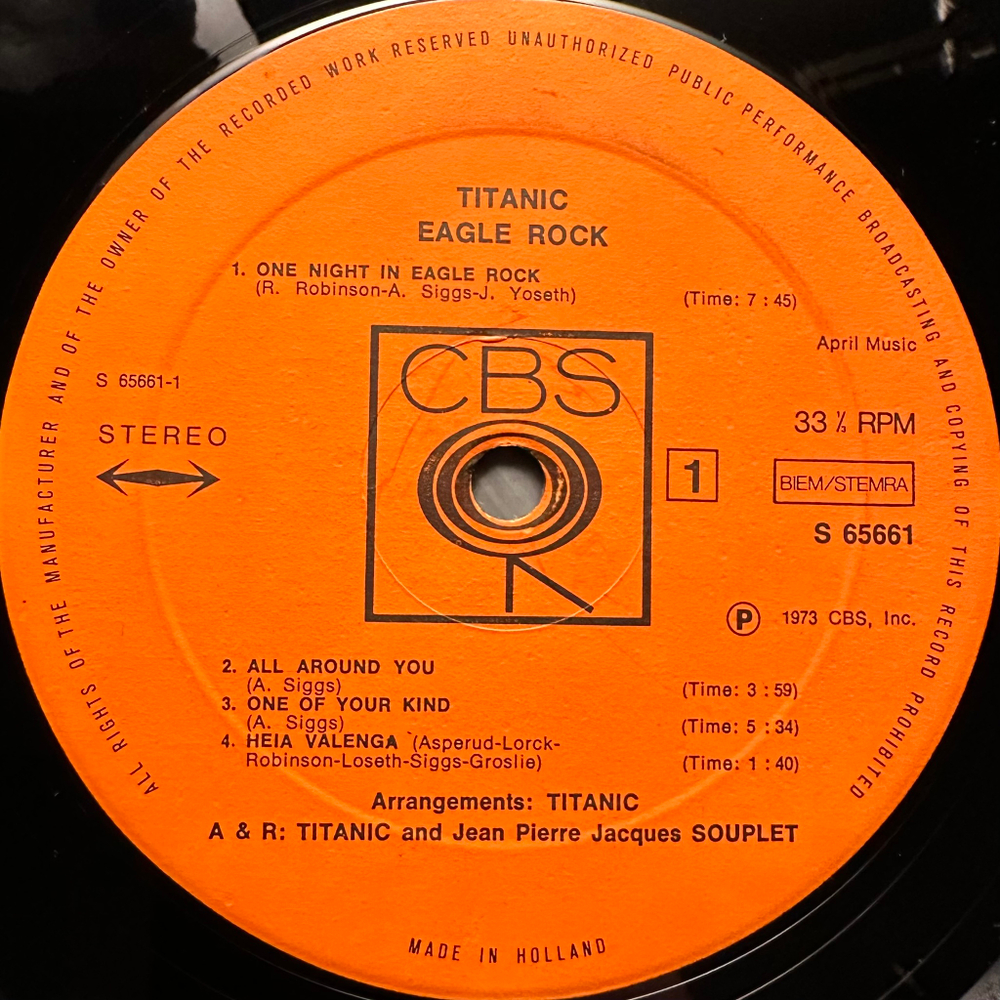 ALL RIGHTS OF THE MANUFACTURER AND OF THE OWNER OF THE RECORDED WORK RESERVED UNAUTHORIZED PUBLIC PERFORMANCE BROADCASTING AND COPYING OF THIS RECORD PROHIBITED
TITANIC
EAGLE ROCK
1. ONE NIGHT IN EAGLE ROCK
(R. Robinson-A. Siggs-J. Yoseth) (Time: 7 : 45)
April Music
CBS
S 65661-1
STEREO
33 ⅓ RPM
1
BIEM/STEMRA
S 65661
Ⓟ 1973 CBS, Inc.
2. ALL AROUND YOU
(A. Siggs) (Time: 3 : 59)
3. ONE OF YOUR KIND
(A. Siggs) (Time: 5 : 34)
4. HEIA VALENGA (Asperud-Lorck-
Robinson-Loseth-Siggs-Groslie) (Time: 1 : 40)
Arrangements: TITANIC
A & R: TITANIC and Jean Pierre Jacques SOUPLET
MADE IN HOLLAND